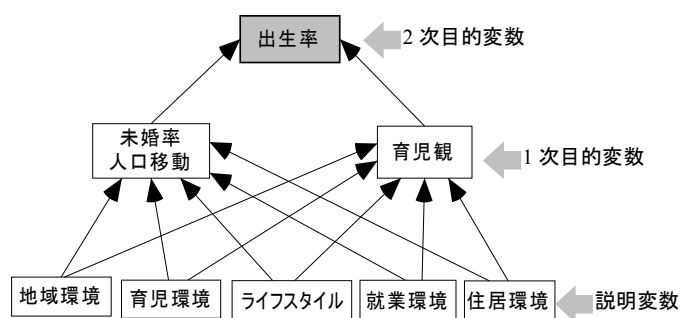 出生率
2 次目的変数
未婚率
人口移動
育児観
1 次目的変数
地域環境
育児環境
ライフスタイル
就業環境
住居環境
説明変数